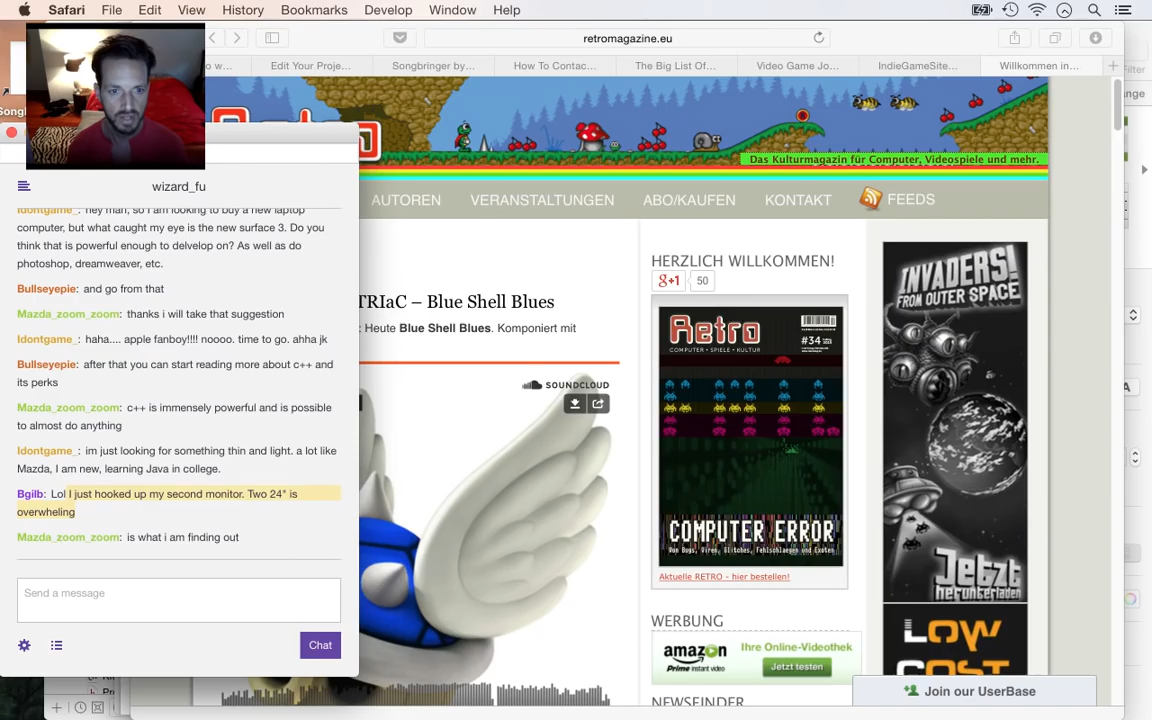 Safari File Edit View History Bookmarks Develop Window Help
retromagazine.eu
o w... Edit Your Proje... Songbringer by... How To Contac... The Big List Of... Video Game Jo... IndieGameSite... Willkommen in...
Filter
ange
Das Kulturmagazin für Computer, Videospiele und mehr.
AUTOREN VERANSTALTUNGEN ABO/KAUFEN KONTAKT FEEDS
wizard_fu
Idontgame_: hey man, so I am looking to buy a new laptop
computer, but what caught my eye is the new surface 3. Do you
think that is powerful enough to delvelop on? As well as do
photoshop, dreamweaver, etc.
Bullseyepie: and go from that
Mazda_zoom_zoom: thanks i will take that suggestion
Idontgame_: haha.... apple fanboy!!!! noooo. time to go. ahha jk
Bullseyepie: after that you can start reading more about c++ and
its perks
Mazda_zoom_zoom: c++ is immensely powerful and is possible
to almost do anything
Idontgame_: im just looking for something thin and light. a lot like
Mazda, I am new, learning Java in college.
Bgilb: Lol I just hooked up my second monitor. Two 24" is
overwheling
Mazda_zoom_zoom: is what i am finding out
Send a message
Chat
TRIaC – Blue Shell Blues
: Heute Blue Shell Blues. Komponiert mit
SOUNDCLOUD
HERZLICH WILLKOMMEN!
g+1 50
Retro
COMPUTER • SPIELE • KULTUR
#34
COMPUTER ERROR
Von Bugs, Viren, Glitches, Fehlschlaegen und Exoten
Aktuelle RETRO - hier bestellen!
WERBUNG
amazon Ihre Online-Videothek
Prime instant video Jetzt testen
NEWSFINDER
INVADERS!
FROM OUTER SPACE
Jetzt
herunterladen
LOW
COST
Join our UserBase